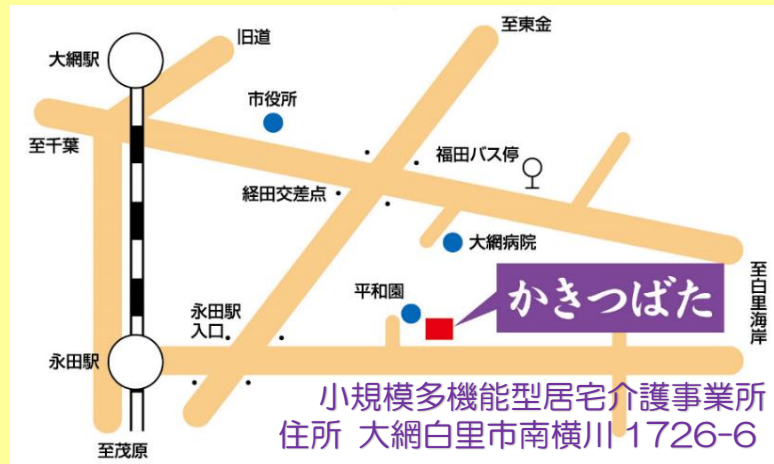 旧道
至東金
大網駅
市役所
至千葉
福田バス停
経田交差点
大網病院
至白里海岸
平和園
かきつばた
永田駅
入口
永田駅
小規模多機能型居宅介護事業所
住所 大網白里市南横川1726-6
至茂原